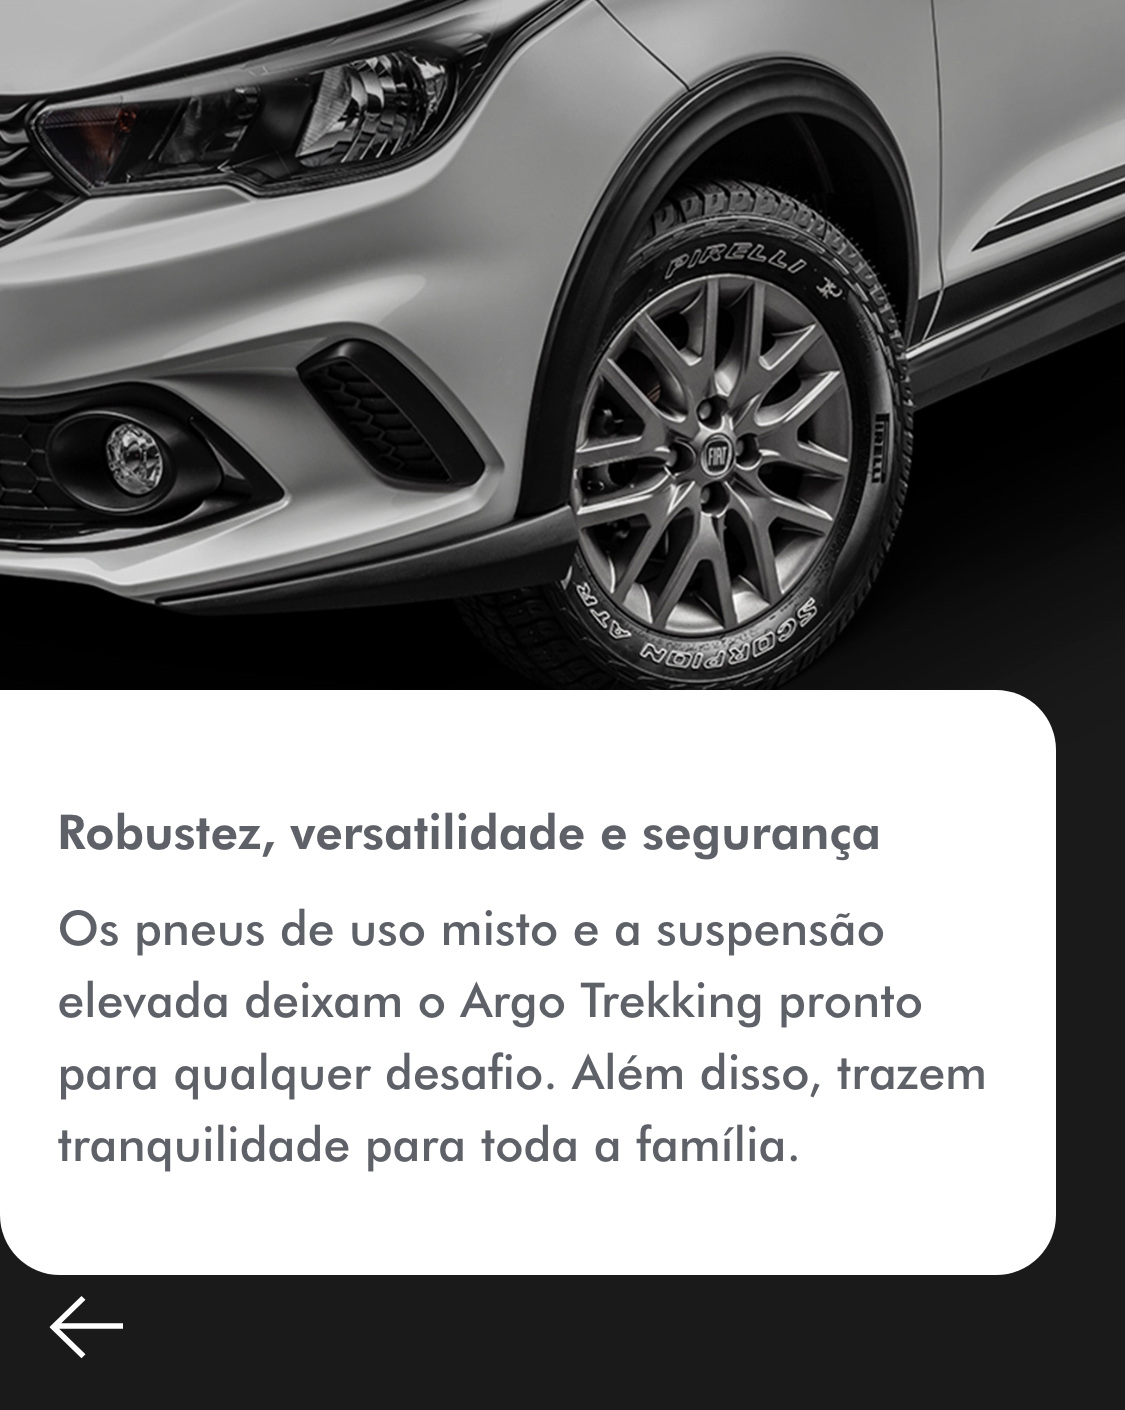 PIRELLI
FIAT
PIRELLI
SCORPION ATR
Robustez, versatilidade e segurança
Os pneus de uso misto e a suspensão
elevada deixam o Argo Trekking pronto
para qualquer desafio. Além disso, trazem
tranquilidade para toda a família.